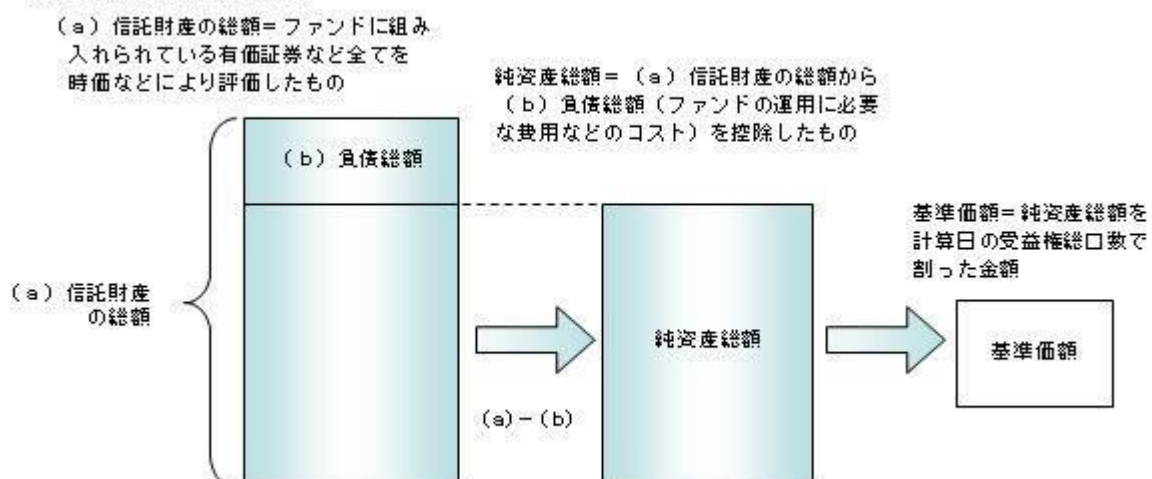 (a)信託財産の総額=ファンドに組み
入れられている有価証券など全てを
時価などにより評価したもの
純資産総額=(a)信託財産の総額から
(b)負債総額(ファンドの運用に必要
な費用などのコスト)を控除したもの
(b)負債総額
基準価額=純資産総額を
計算日の受益権総口数で
割った金額
(a)信託財産
の総額
純資産総額
基準価額
(a)-(b)